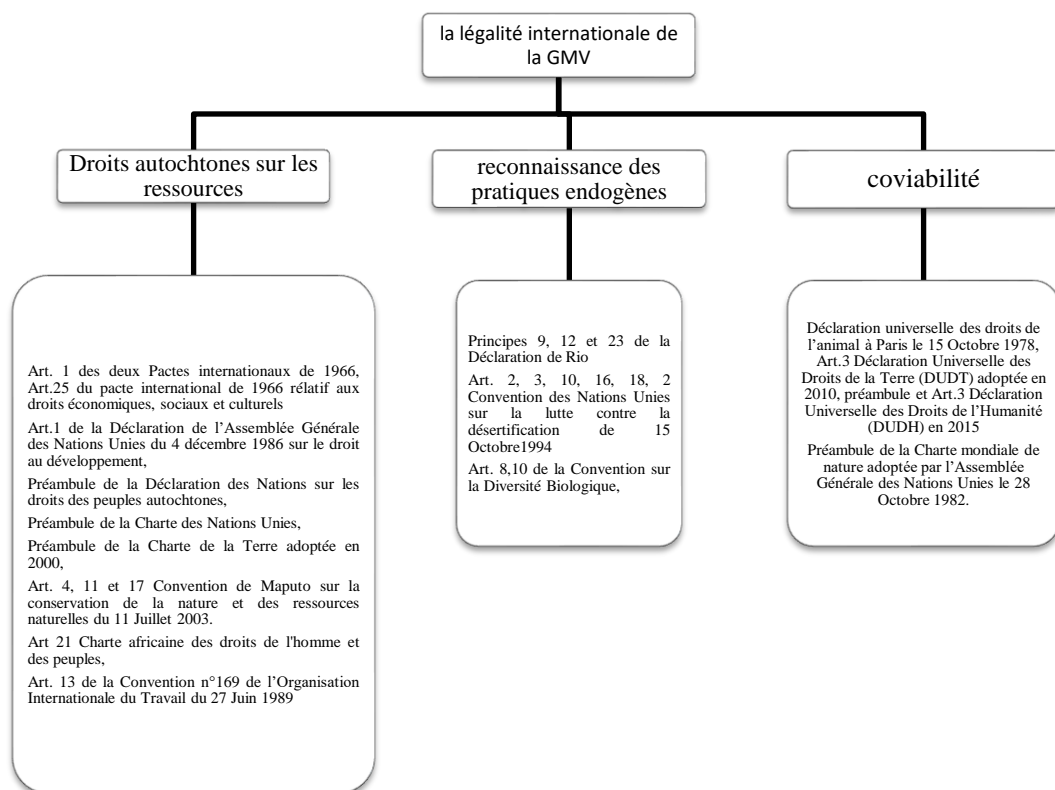 la légalité internationale de
la GMV
Droits autochtones sur les
ressources
reconnaissance des
pratiques endogènes
coviabilité
Art. 1 des deux Pactes internationaux de 1966,
Art.25 du pacte international de 1966 rélatif aux
droits économiques, sociaux et culturels
Art.1 de la Déclaration de l'Assemblée Générale
des Nations Unies du 4 décembre 1986 sur le droit
au développement,
Préambule de la Déclaration des Nations sur les
droits des peuples autochtones,
Préambule de la Charte des Nations Unies,
Préambule de la Charte de la Terre adoptée en
2000,
Art. 4, 11 et 17 Convention de Maputo sur la
conservation de la nature et des ressources
naturelles du 11 Juillet 2003.
Art 21 Charte africaine des droits de l'homme et
des peuples,
Art. 13 de la Convention n°169 de l'Organisation
Internationale du Travail du 27 Juin 1989
Principes 9, 12 et 23 de la
Déclaration de Rio
Art. 2, 3, 10, 16, 18, 2
Convention des Nations Unies
sur la lutte contre la
désertification de 15
Octobre1994
Art. 8,10 de la Convention sur
la Diversité Biologique,
Déclaration universelle des droits de
l'animal à Paris le 15 Octobre 1978,
Art.3 Déclaration Universelle des
Droits de la Terre (DUDT) adoptée en
2010, préambule et Art.3 Déclaration
Universelle des Droits de l'Humanité
(DUDH) en 2015
Préambule de la Charte mondiale de
nature adoptée par l'Assemblée
Générale des Nations Unies le 28
Octobre 1982.